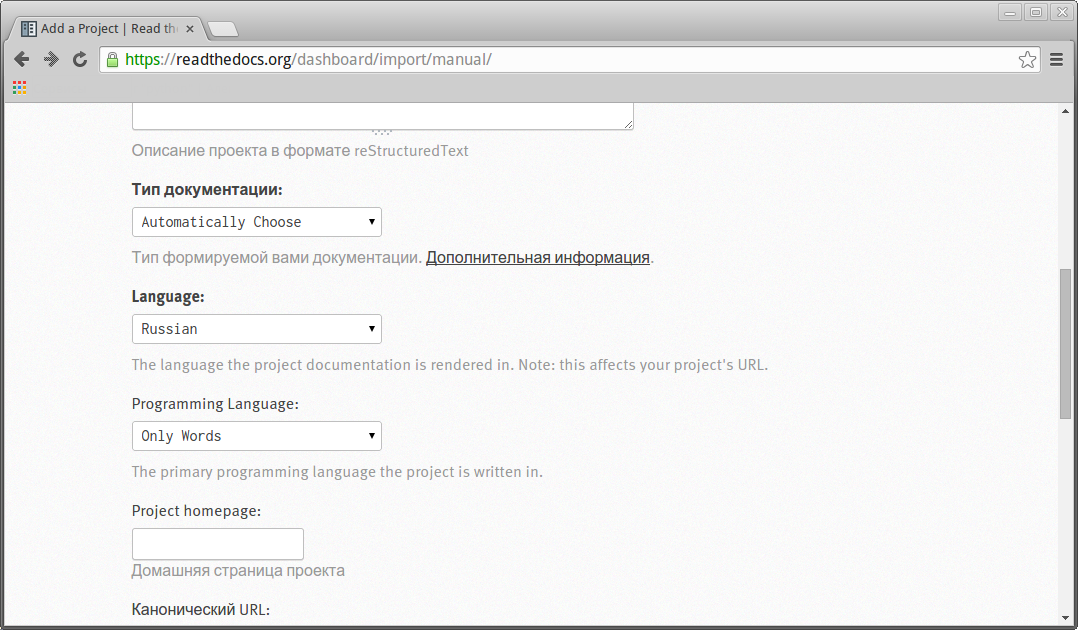 Add a Project | Read th
https://readthedocs.org/dashboard/import/manual/
Описание проекта в формате reStructuredText
Тип документации:
Automatically Choose
Тип формируемой вами документации. Дополнительная информация.
Language:
Russian
The language the project documentation is rendered in. Note: this affects your project's URL.
Programming Language:
Only Words
The primary programming language the project is written in.
Project homepage:
Домашняя страница проекта
Канонический URL: